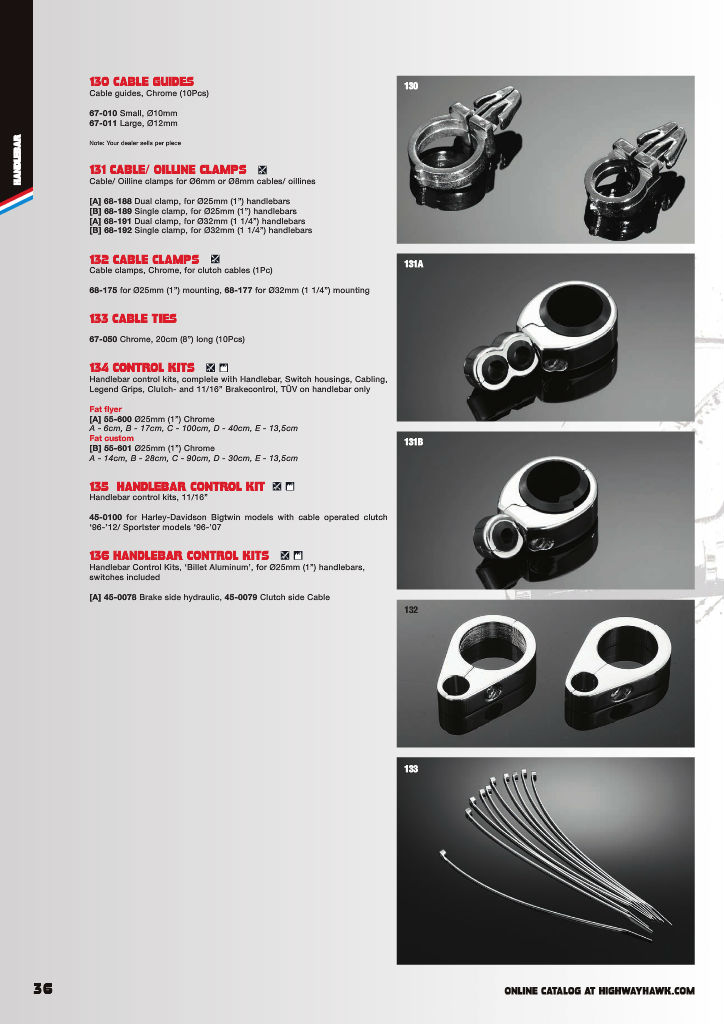 HANDLEBAR
130 CABLE GUIDES
Cable guides, Chrome (10Pcs)
67-010 Small, Ø10mm
67-011 Large, Ø12mm
Note: Your dealer sells per piece
131 CABLE/ OILLINE CLAMPS
Cable/ Oilline clamps for Ø6mm or Ø8mm cables/ oillines
[A] 68-188 Dual clamp, for Ø25mm (1") handlebars
[B] 68-189 Single clamp, for Ø25mm (1") handlebars
[A] 68-191 Dual clamp, for Ø32mm (1 1/4") handlebars
[B] 68-192 Single clamp, for Ø32mm (1 1/4") handlebars
132 CABLE CLAMPS
Cable clamps, Chrome, for clutch cables (1Pc)
68-175 for Ø25mm (1") mounting, 68-177 for Ø32mm (1 1/4") mounting
133 CABLE TIES
67-050 Chrome, 20cm (8") long (10Pcs)
134 CONTROL KITS
Handlebar control kits, complete with Handlebar, Switch housings, Cabling,
Legend Grips, Clutch- and 11/16" Brakecontrol, TÜV on handlebar only
Fat flyer
[A] 55-600 Ø25mm (1") Chrome
A - 6cm, B - 17cm, C - 100cm, D - 40cm, E - 13,5cm
Fat custom
[B] 55-601 Ø25mm (1") Chrome
A - 14cm, B - 28cm, C - 90cm, D - 30cm, E - 13,5cm
135 HANDLEBAR CONTROL KIT
Handlebar control kits, 11/16"
45-0100 for Harley-Davidson Bigtwin models with cable operated clutch
'96-'12/ Sportster models '96-'07
136 HANDLEBAR CONTROL KITS
Handlebar Control Kits, 'Billet Aluminum', for Ø25mm (1") handlebars,
switches included
[A] 45-0078 Brake side hydraulic, 45-0079 Clutch side Cable
130
131A
131B
132
133
36
ONLINE CATALOG AT HIGHWAYHAWK.COM